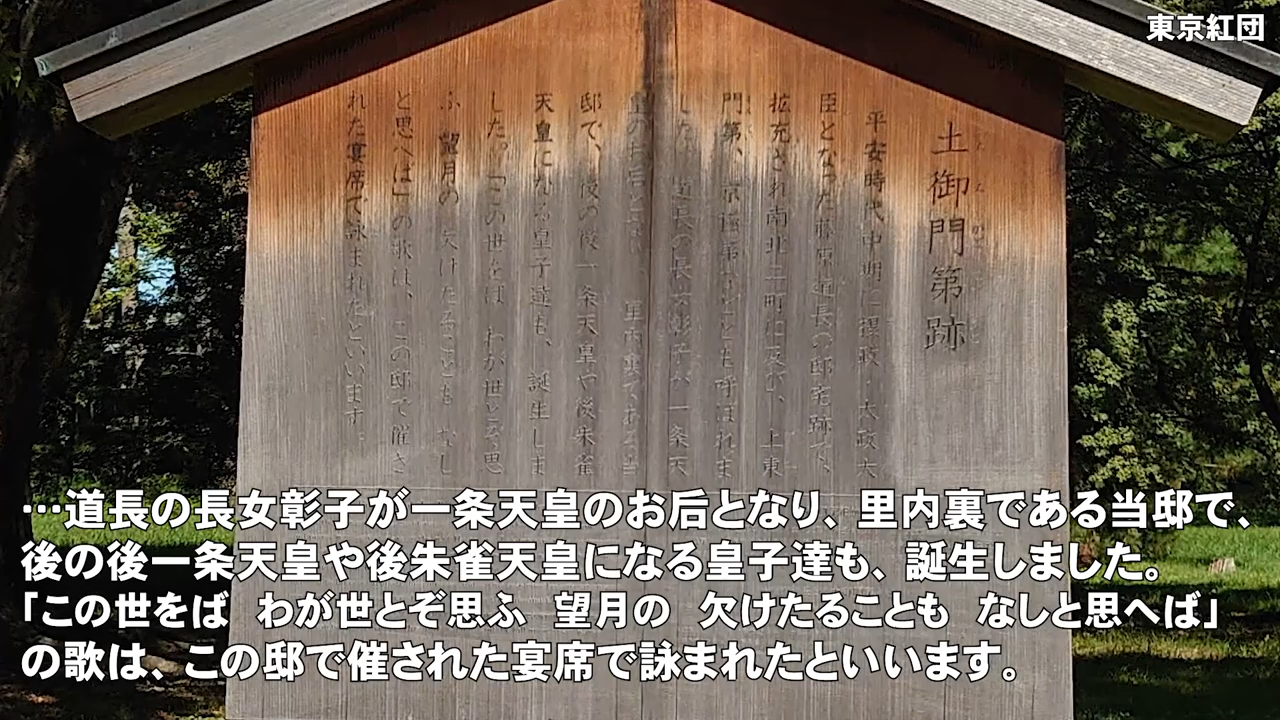 東京紅団
土御門第跡
平安時代中期に摂政・太政大
臣となった藤原道長の邸宅跡で、
拡充され南北二町に及び、上東
門第、京極第などとも呼ばれま
した。道長の長女彰子が一条天
皇のお后となり、里内裏である当
邸で、後の後一条天皇や後朱雀
天皇になる皇子達も、誕生しま
した。「この世をば わが世とぞ思
ふ 望月の 欠けたることも なし
と思へば」の歌は、この邸で催さ
れた宴席で詠まれたといいます。
…道長の長女彰子が一条天皇のお后となり、里内裏である当邸で、
後の後一条天皇や後朱雀天皇になる皇子達も、誕生しました。
「この世をば　わが世とぞ思ふ　望月の　欠けたることも　なしと思へば」
の歌は、この邸で催された宴席で詠まれたといいます。